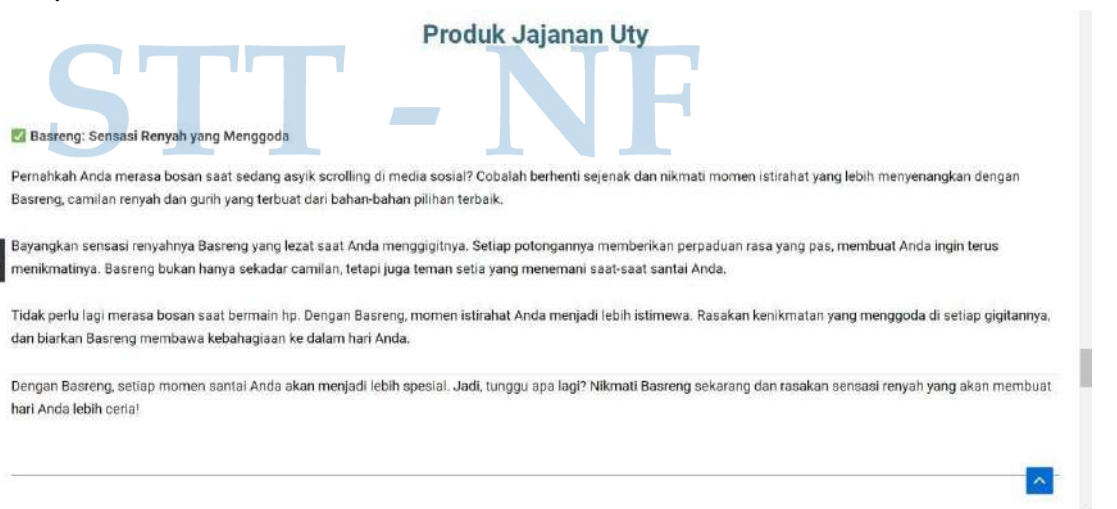 Produk Jajanan Uty
STT - NF
✅ Basreng: Sensasi Renyah yang Menggoda
Pernahkah Anda merasa bosan saat sedang asyik scrolling di media sosial? Cobalah berhenti sejenak dan nikmati momen istirahat yang lebih menyenangkan dengan
Basreng, camilan renyah dan gurih yang terbuat dari bahan-bahan pilihan terbaik.
Bayangkan sensasi renyahnya Basreng yang lezat saat Anda menggigitnya. Setiap potongannya memberikan perpaduan rasa yang pas, membuat Anda ingin terus
menikmatinya. Basreng bukan hanya sekadar camilan, tetapi juga teman setia yang menemani saat-saat santai Anda.
Tidak perlu lagi merasa bosan saat bermain hp. Dengan Basreng, momen istirahat Anda menjadi lebih istimewa. Rasakan kenikmatan yang menggoda di setiap gigitannya,
dan biarkan Basreng membawa kebahagiaan ke dalam hari Anda.
Dengan Basreng, setiap momen santai Anda akan menjadi lebih spesial. Jadi, tunggu apa lagi? Nikmati Basreng sekarang dan rasakan sensasi renyah yang akan membuat
hari Anda lebih ceria!